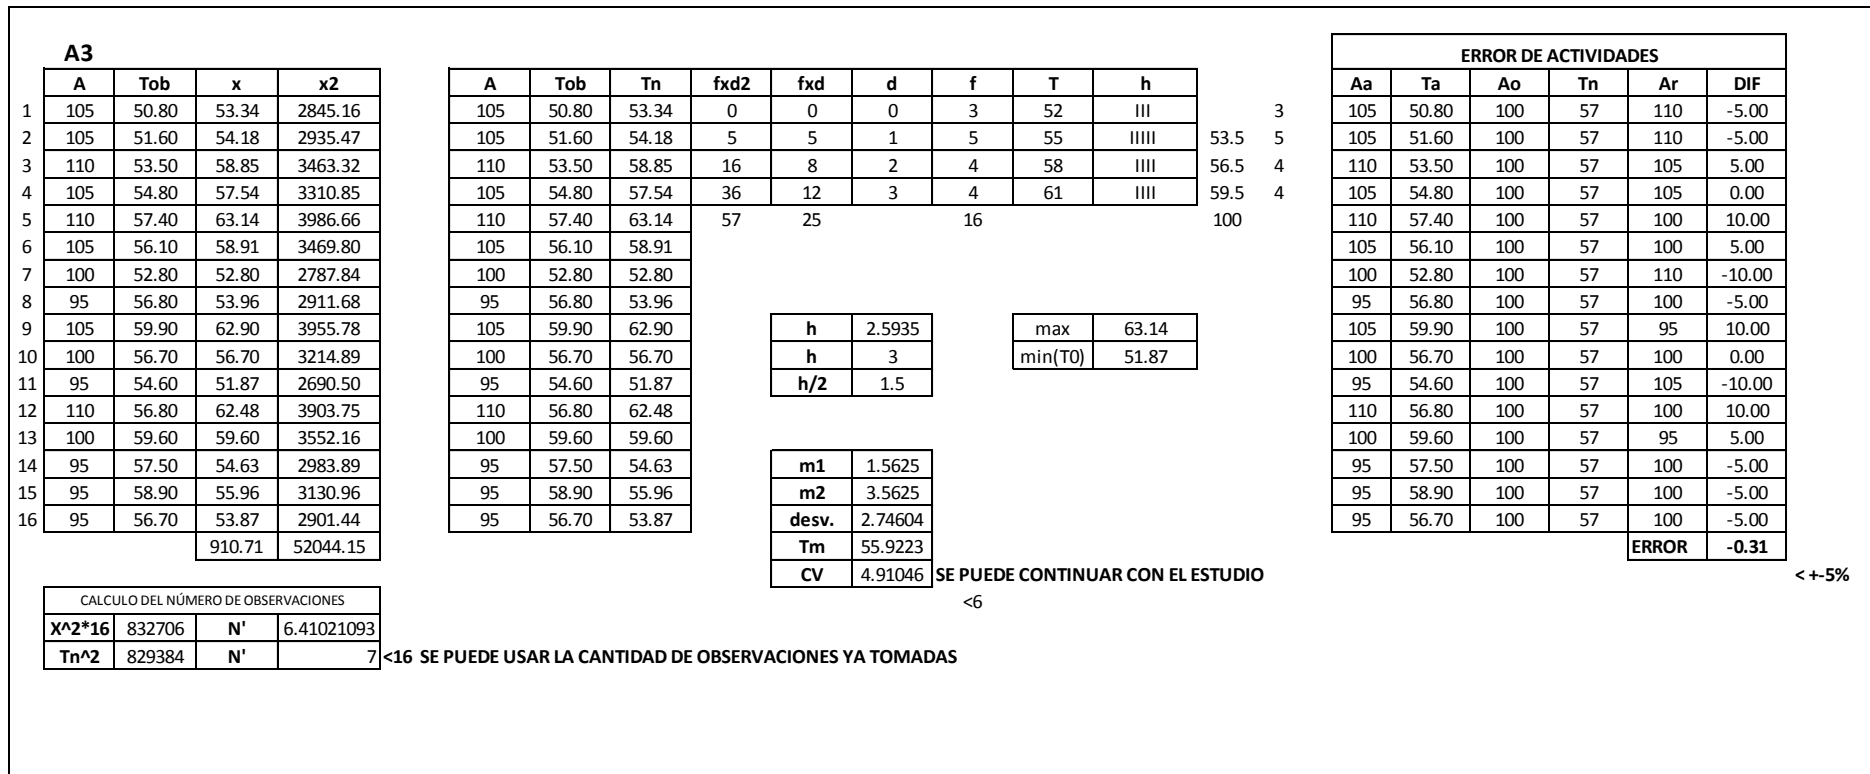 A3 ERROR DE ACTIVIDADES
A Tob x x2 A Tob Tn fxd2 fxd d f T h Aa Ta Ao Tn Ar DIF
1 105 50.80 53.34 2845.16 105 50.80 53.34 0 0 0 3 52 III 3 105 50.80 100 57 110 -5.00
2 105 51.60 54.18 2935.47 105 51.60 54.18 5 5 1 5 55 IIIII 53.5 5 105 51.60 100 57 110 -5.00
3 110 53.50 58.85 3463.32 110 53.50 58.85 16 8 2 4 58 IIII 56.5 4 110 53.50 100 57 105 5.00
4 105 54.80 57.54 3310.85 105 54.80 57.54 36 12 3 4 61 IIII 59.5 4 105 54.80 100 57 105 0.00
5 110 57.40 63.14 3986.66 110 57.40 63.14 57 25 16 100 110 57.40 100 57 100 10.00
6 105 56.10 58.91 3469.80 105 56.10 58.91 105 56.10 100 57 100 5.00
7 100 52.80 52.80 2787.84 100 52.80 52.80 100 52.80 100 57 110 -10.00
8 95 56.80 53.96 2911.68 95 56.80 53.96 95 56.80 100 57 100 -5.00
9 105 59.90 62.90 3955.78 105 59.90 62.90 h 2.5935 max 63.14 105 59.90 100 57 95 10.00
10 100 56.70 56.70 3214.89 100 56.70 56.70 h 3 min(T0) 51.87 100 56.70 100 57 100 0.00
11 95 54.60 51.87 2690.50 95 54.60 51.87 h/2 1.5 95 54.60 100 57 105 -10.00
12 110 56.80 62.48 3903.75 110 56.80 62.48 110 56.80 100 57 100 10.00
13 100 59.60 59.60 3552.16 100 59.60 59.60 100 59.60 100 57 95 5.00
14 95 57.50 54.63 2983.89 95 57.50 54.63 m1 1.5625 95 57.50 100 57 100 -5.00
15 95 58.90 55.96 3130.96 95 58.90 55.96 m2 3.5625 95 58.90 100 57 100 -5.00
16 95 56.70 53.87 2901.44 95 56.70 53.87 desv. 2.74604 95 56.70 100 57 100 -5.00
910.71 52044.15 Tm 55.9223 ERROR -0.31
CV 4.91046 SE PUEDE CONTINUAR CON EL ESTUDIO < +-5%
CALCULO DEL NÚMERO DE OBSERVACIONES <6
X^2*16 832706 N' 6.41021093
Tn^2 829384 N' 7 <16 SE PUEDE USAR LA CANTIDAD DE OBSERVACIONES YA TOMADAS